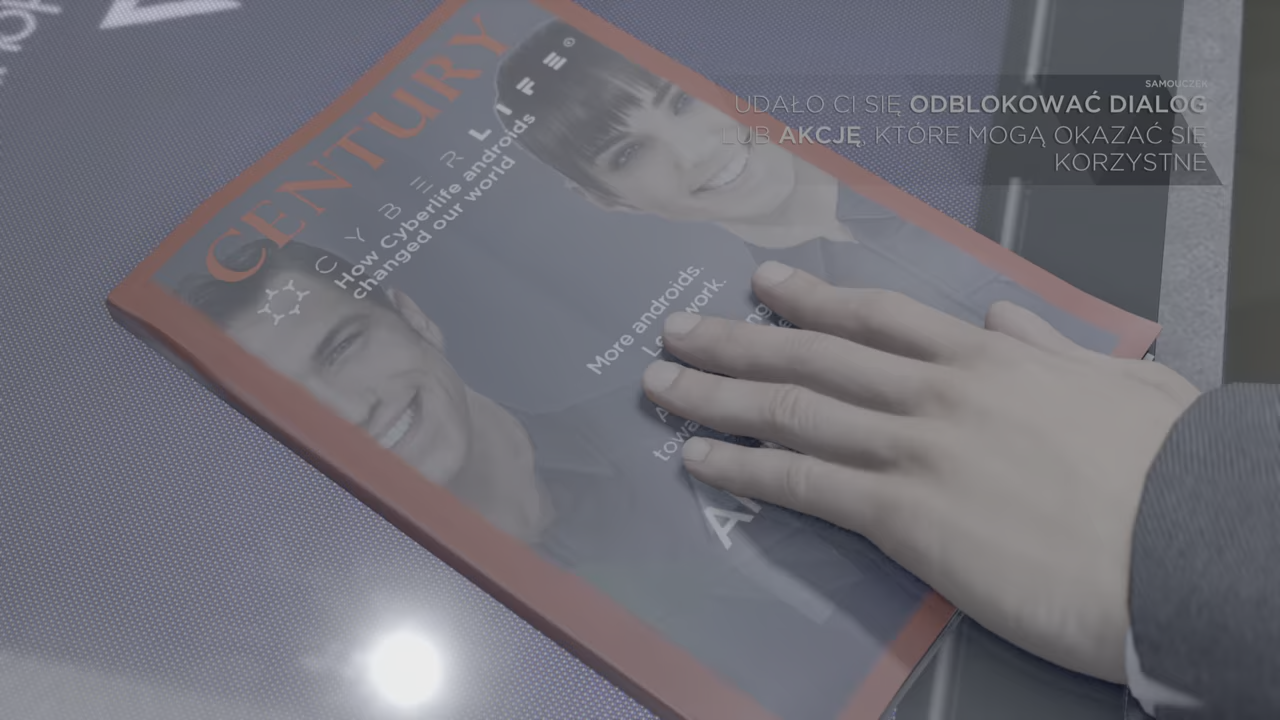 SAMOUCZEK
UDAŁO CI SIĘ ODBLOKOWAĆ DIALOG
LUB AKCJĘ, KTÓRE MOGĄ OKAZAĆ SIĘ
KORZYSTNE
CENTURY
CYBERLIFE
How Cyberlife androids
changed our world
More androids.
work.